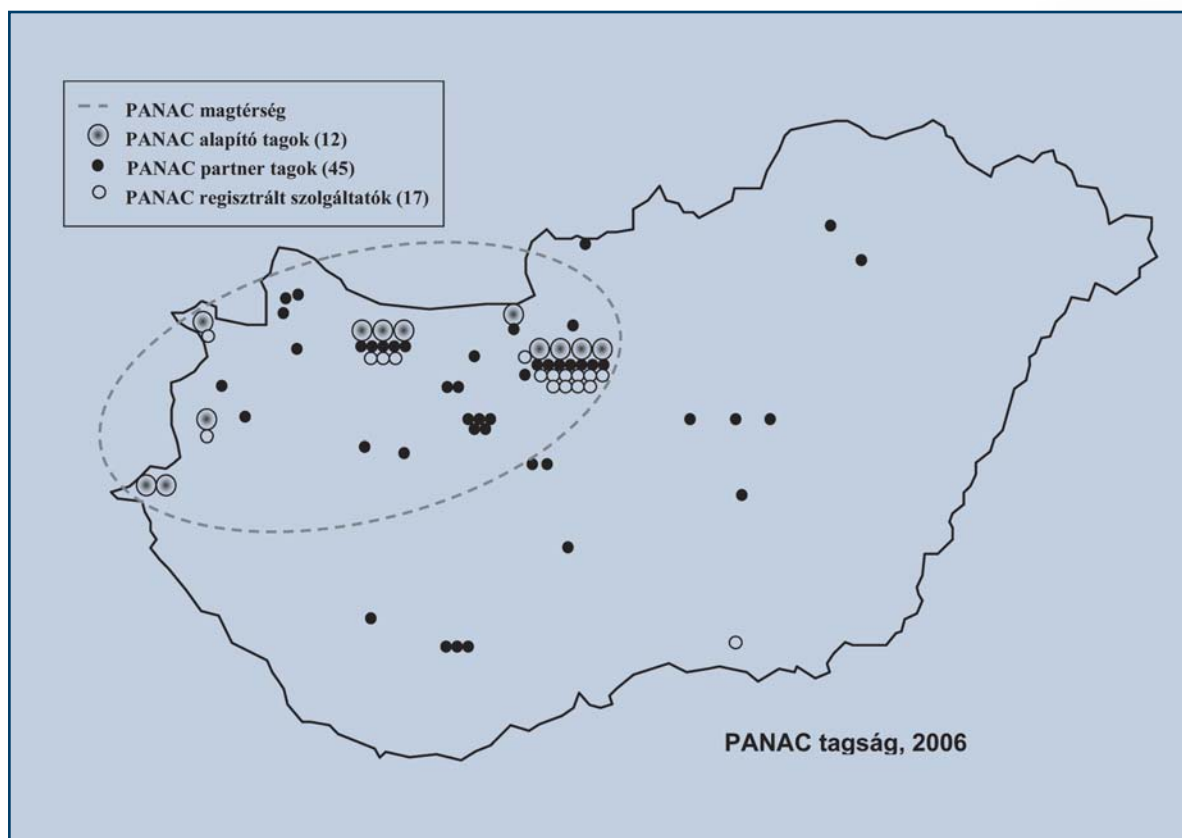 PANAC magtérség
PANAC alapító tagok (12)
PANAC partner tagok (45)
PANAC regisztrált szolgáltatók (17)
PANAC tagság, 2006